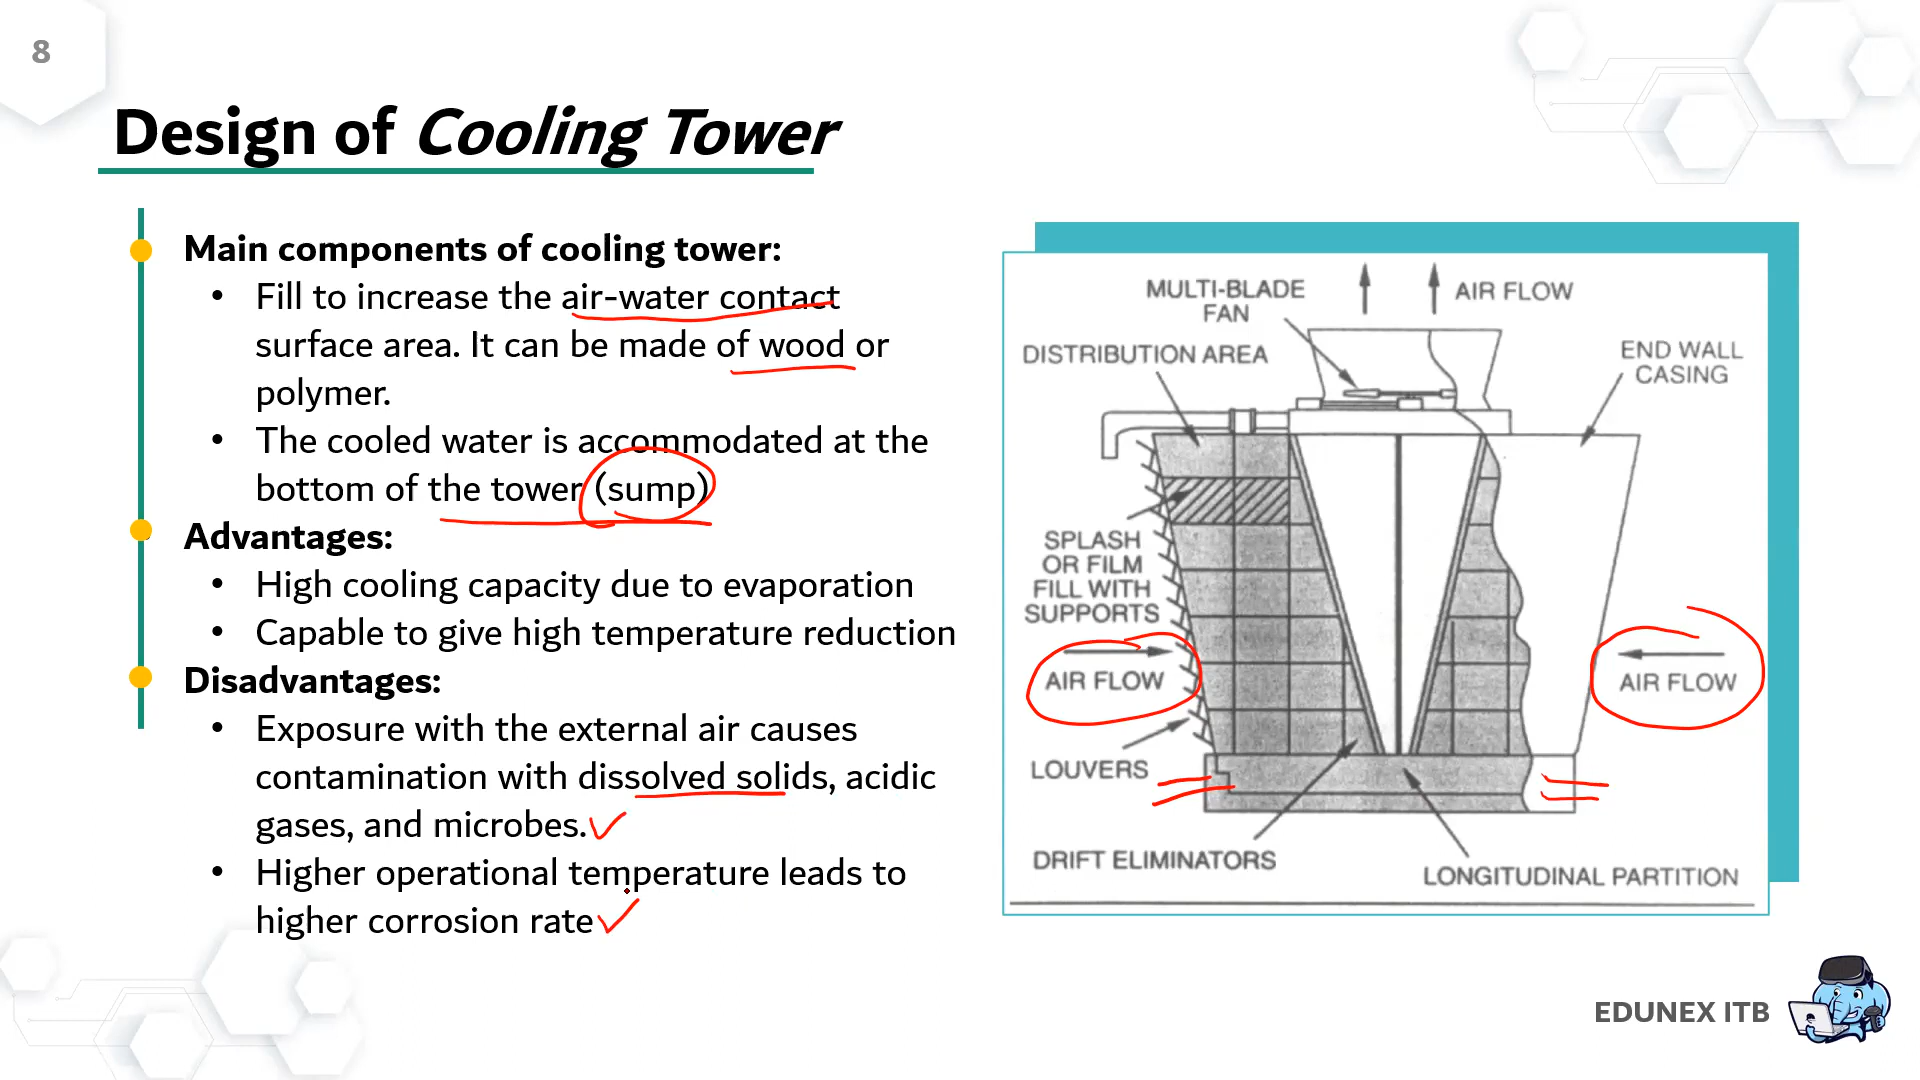 8
Design of Cooling Tower
Main components of cooling tower:
• Fill to increase the air-water contact
surface area. It can be made of wood or
polymer.
• The cooled water is accommodated at the
bottom of the tower (sump)
Advantages:
• High cooling capacity due to evaporation
• Capable to give high temperature reduction
Disadvantages:
• Exposure with the external air causes
contamination with dissolved solids, acidic
gases, and microbes.
• Higher operational temperature leads to
higher corrosion rate
MULTI-BLADE
FAN
AIR FLOW
DISTRIBUTION AREA
END WALL
CASING
SPLASH
OR FILM
FILL WITH
SUPPORTS
AIR FLOW
AIR FLOW
LOUVERS
DRIFT ELIMINATORS
LONGITUDINAL PARTITION
EDUNEX ITB